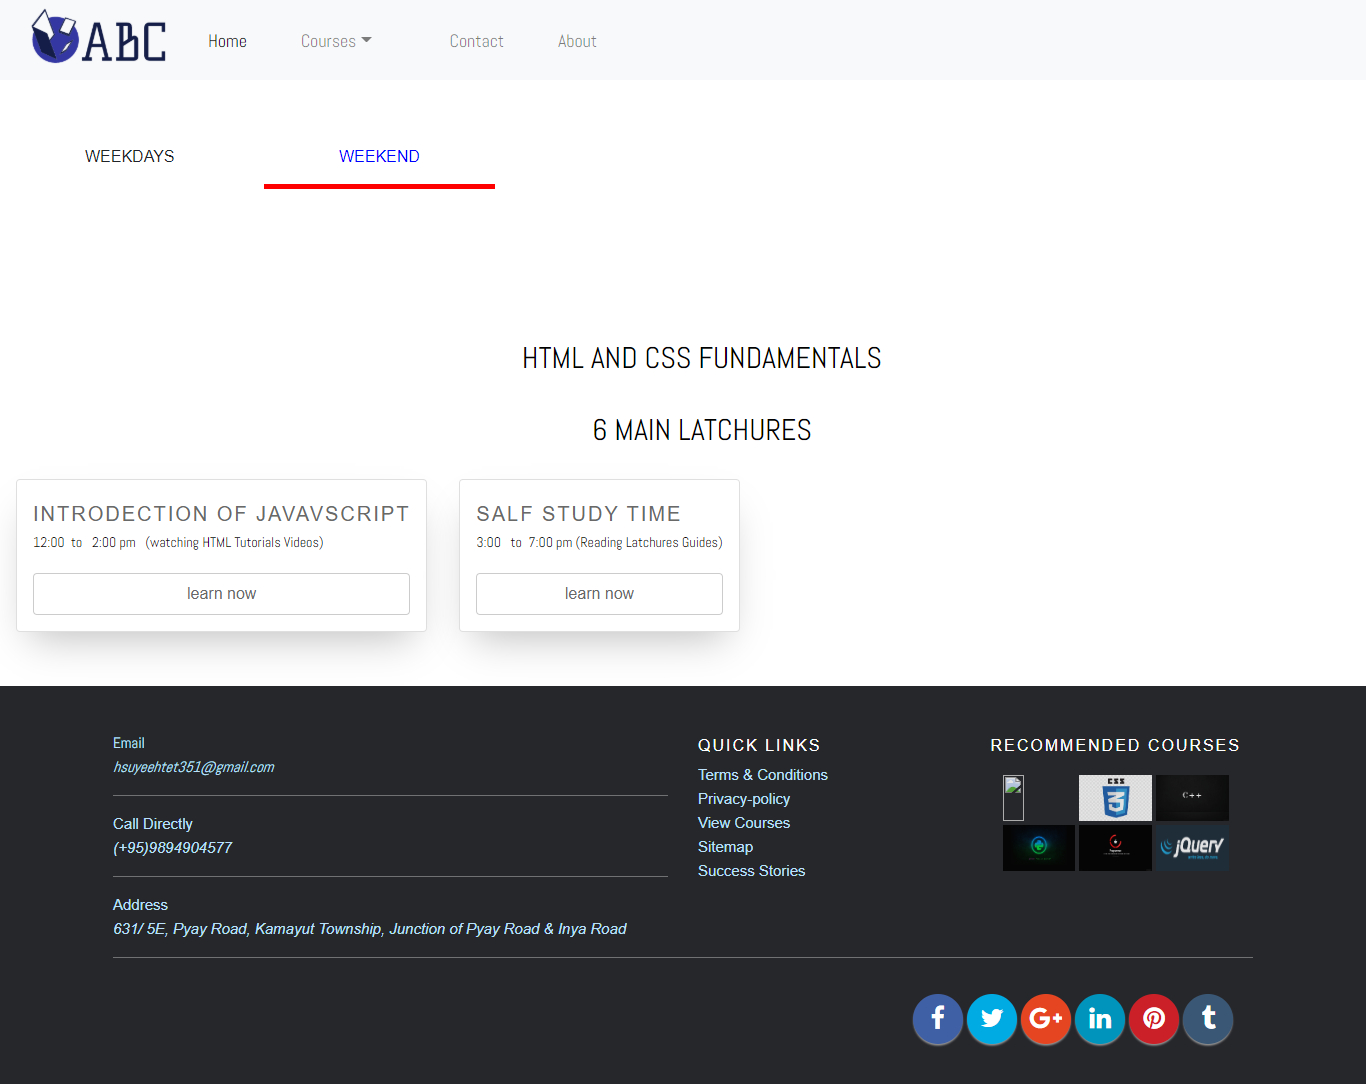 ABC
Home Courses Contact About
WEEKDAYS WEEKEND
HTML AND CSS FUNDAMENTALS
6 MAIN LATCHURES
INTRODECTION OF JAVAVSCRIPT
12:00 to 2:00 pm (watching HTML Tutorials Videos)
learn now
SALF STUDY TIME
3:00 to 7:00 pm (Reading Latchures Guides)
learn now
Email
hsuyeehtet351@gmail.com
Call Directly
(+95)9894904577
Address
631/ 5E, Pyay Road, Kamayut Township, Junction of Pyay Road & Inya Road
QUICK LINKS
Terms & Conditions
Privacy-policy
View Courses
Sitemap
Success Stories
RECOMMENDED COURSES
CSS
3
C++
jQuery
f G+ in t